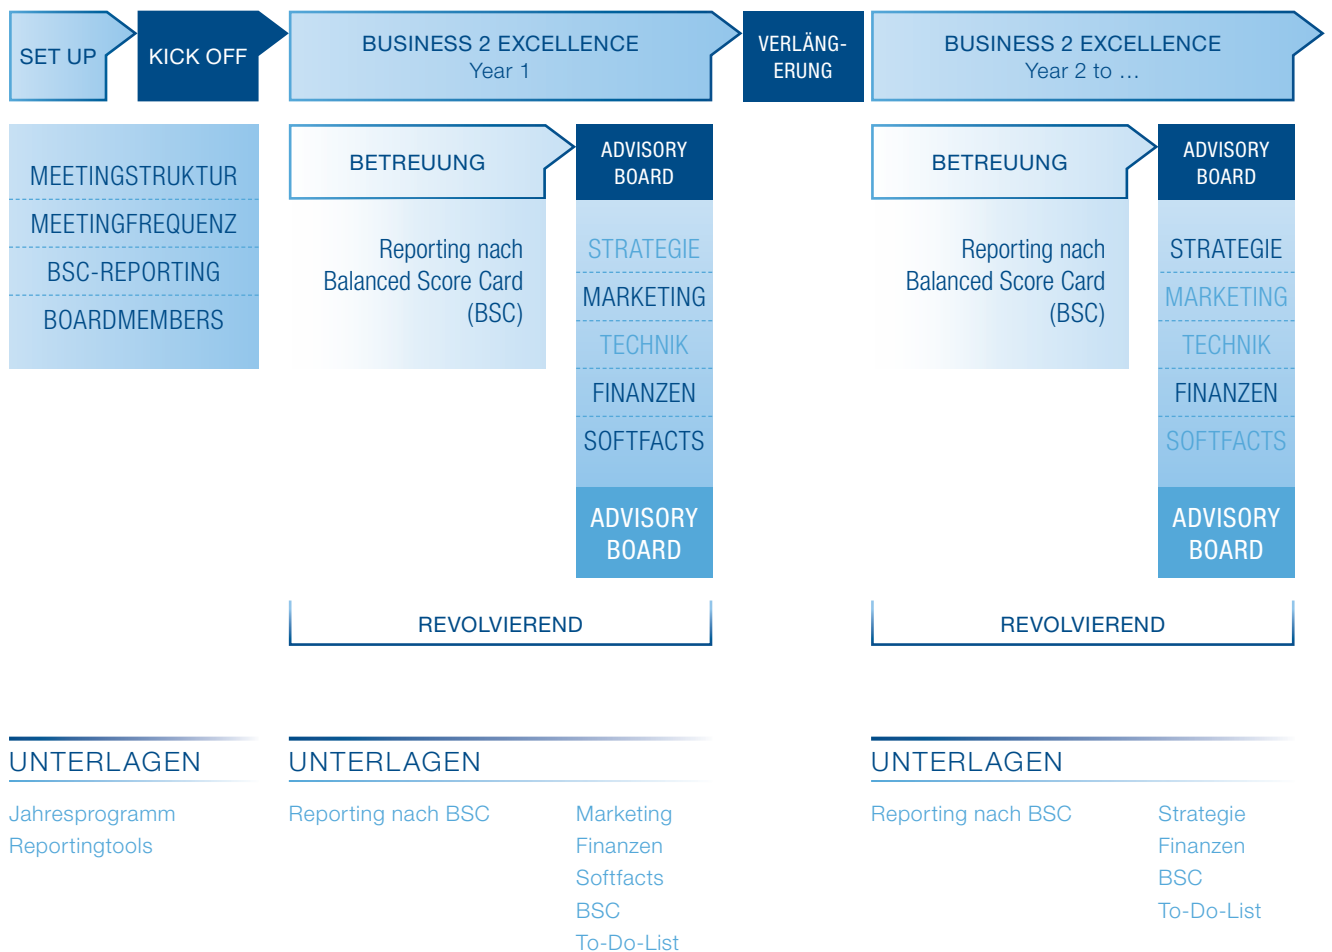 SET UP
KICK OFF
BUSINESS 2 EXCELLENCE
Year 1
VERLÄNG-
ERUNG
BUSINESS 2 EXCELLENCE
Year 2 to …
MEETINGSTRUKTUR
MEETINGFREQUENZ
BSC-REPORTING
BOARDMEMBERS
BETREUUNG
Reporting nach
Balanced Score Card
(BSC)
ADVISORY
BOARD
STRATEGIE
MARKETING
TECHNIK
FINANZEN
SOFTFACTS
ADVISORY
BOARD
REVOLVIEREND
BETREUUNG
Reporting nach
Balanced Score Card
(BSC)
ADVISORY
BOARD
STRATEGIE
MARKETING
TECHNIK
FINANZEN
SOFTFACTS
ADVISORY
BOARD
REVOLVIEREND
UNTERLAGEN
Jahresprogramm
Reportingtools
UNTERLAGEN
Reporting nach BSC
Marketing
Finanzen
Softfacts
BSC
To-Do-List
UNTERLAGEN
Reporting nach BSC
Strategie
Finanzen
BSC
To-Do-List